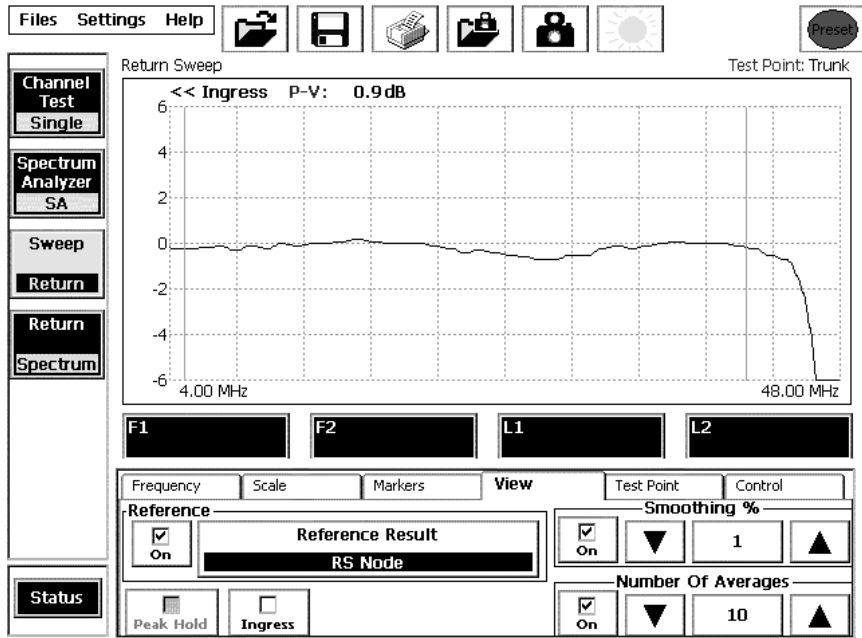 Files Settings Help
Preset
Return Sweep
Test Point: Trunk
Channel
Test
Single
Spectrum
Analyzer
SA
Sweep
Return
Return
Spectrum
<< Ingress P-V: 0.9 dB
6
4
2
0
-2
-4
-6
4.00 MHz
48.00 MHz
F1
F2
L1
L2
Frequency
Scale
Markers
View
Test Point
Control
Reference
On
Reference Result
RS Node
Smoothing %
On
1
Status
Peak Hold
Ingress
Number Of Averages
On
10